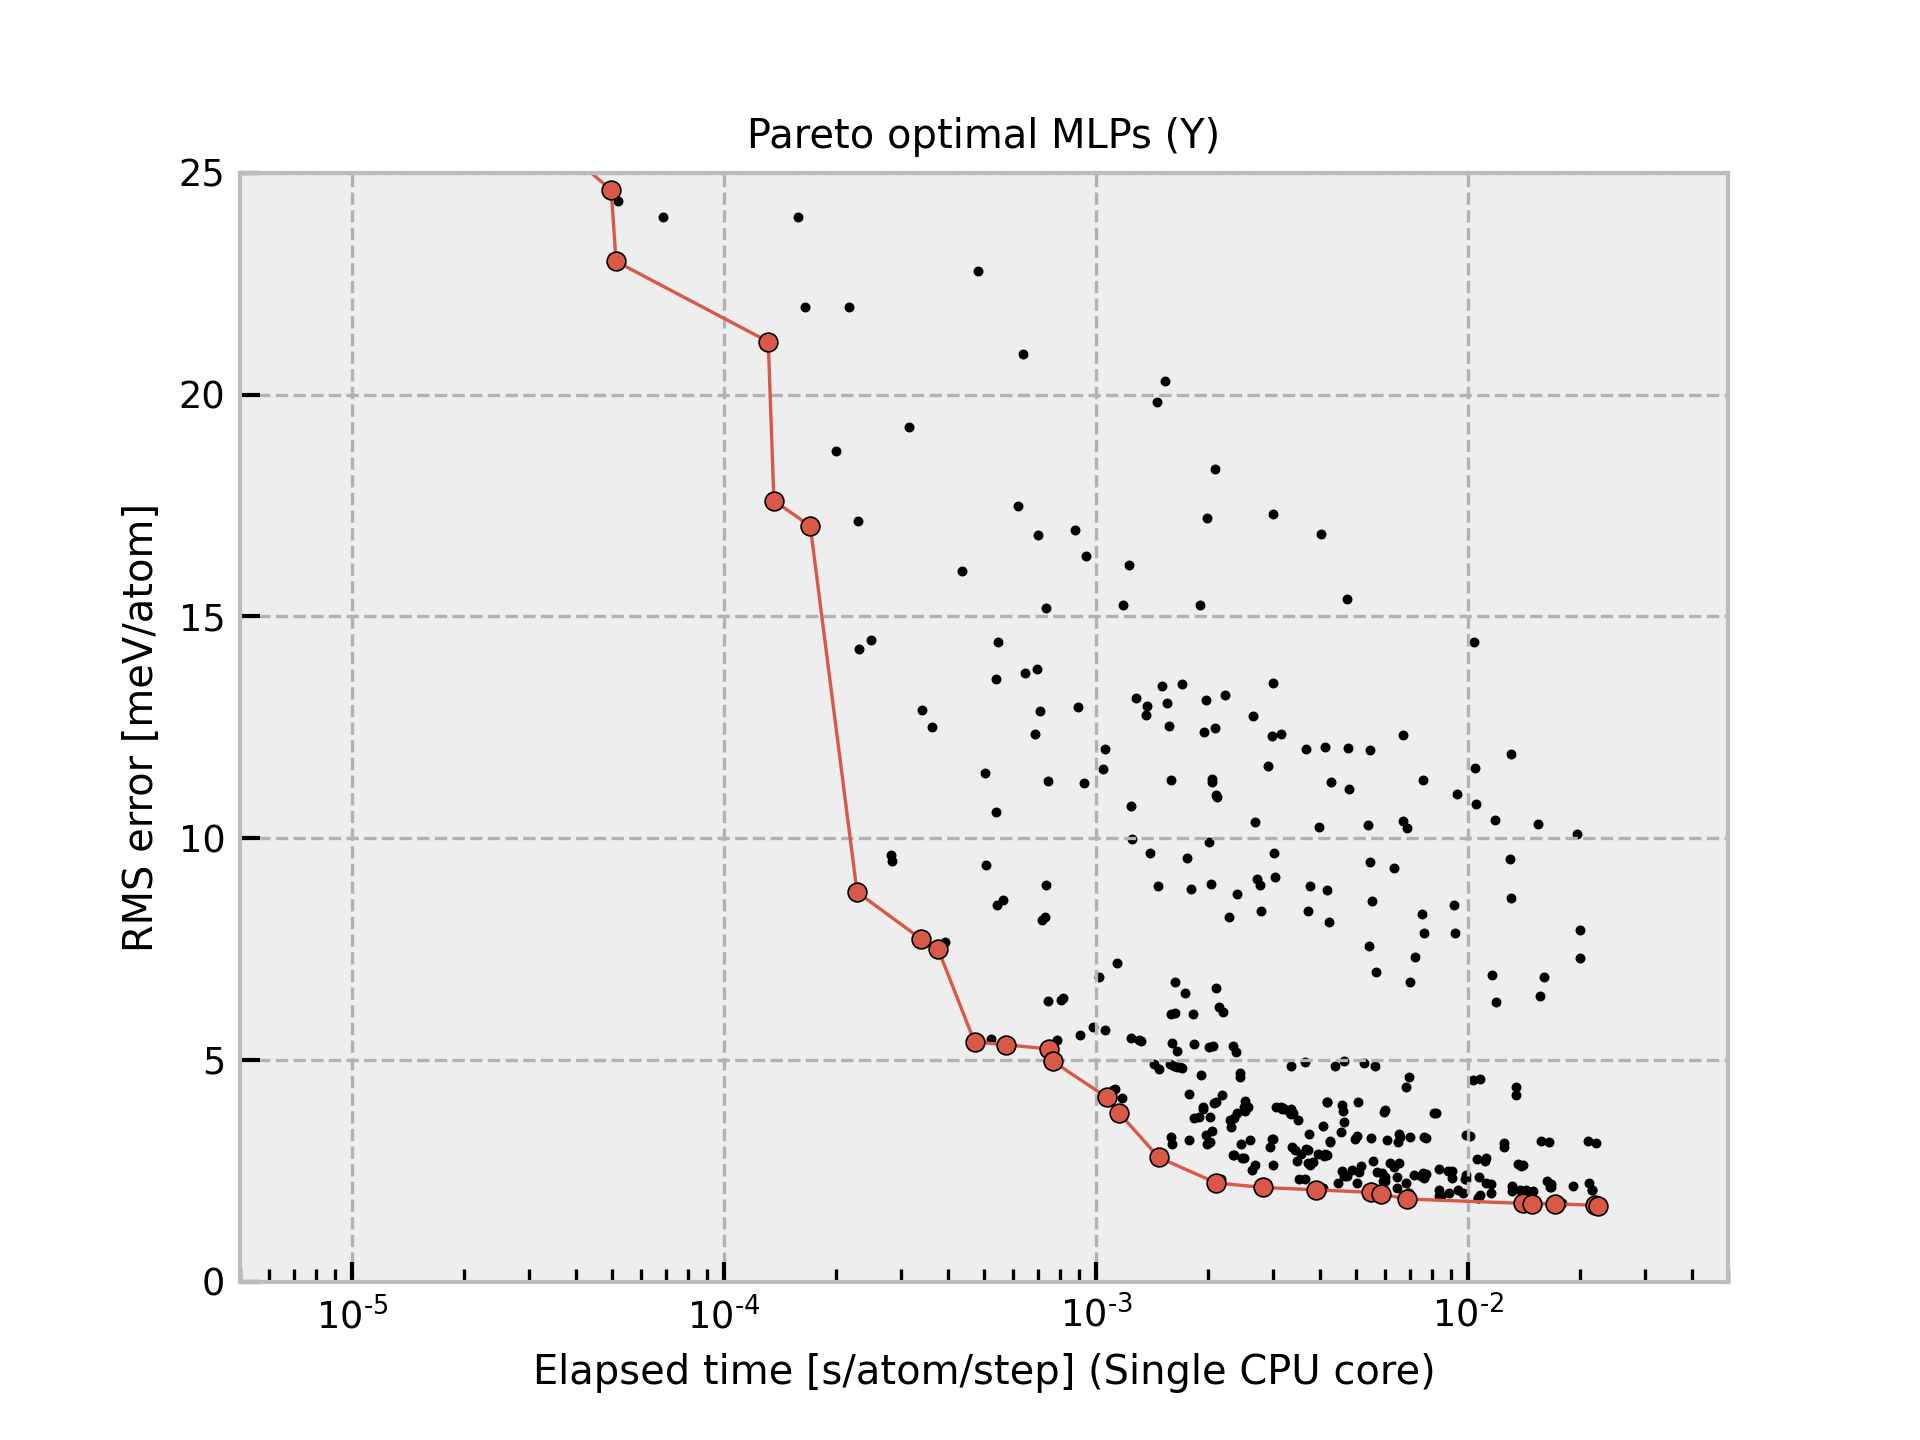 Pareto optimal MLPs (Y)
25
20
15
10
5
0
RMS error [meV/atom]
10-5 10-4 10-3 10-2
Elapsed time [s/atom/step] (Single CPU core)